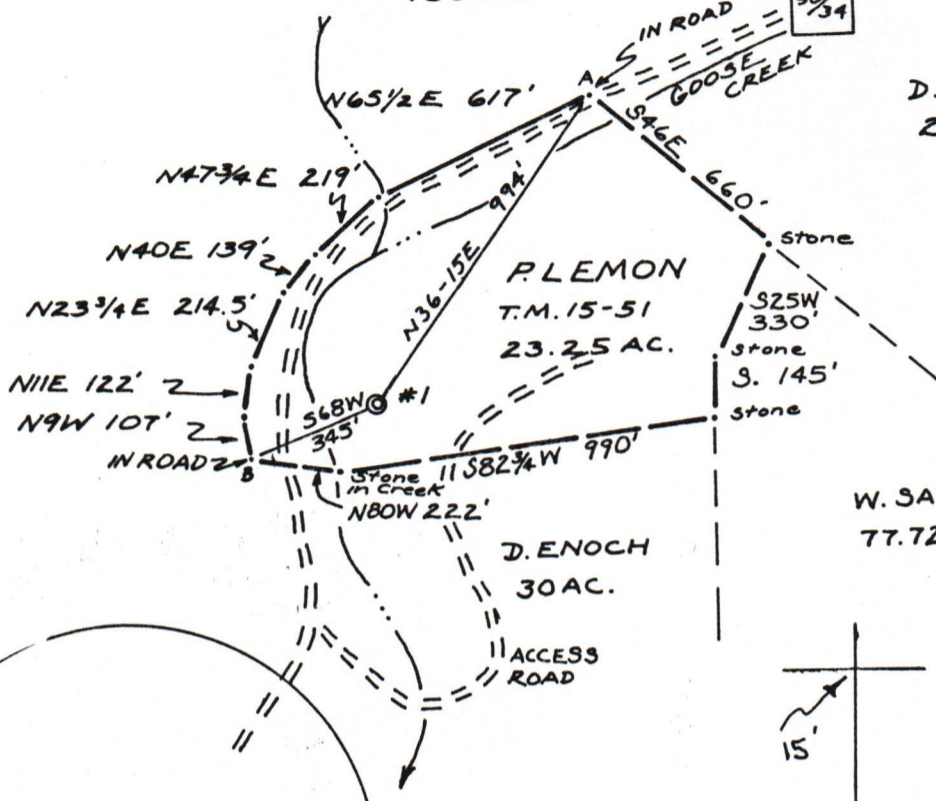 IN ROAD
/34
A
GOOSE
CREEK
N65½E 617'
D.
S46E
660'
N47¾E 219'
994'
stone
N40E 139'
N36-15E
P. LEMON
T.M. 15-51
23.25 AC.
N23¾E 214.5'
S25W
330'
stone
S. 145'
N11E 122'
#1
S68W
345'
stone
N9W 107'
IN ROAD
B
S82¾W 990'
Stone
in Creek
N80W 222'
W. SA
77.72
D. ENOCH
30 AC.
ACCESS
ROAD
15'